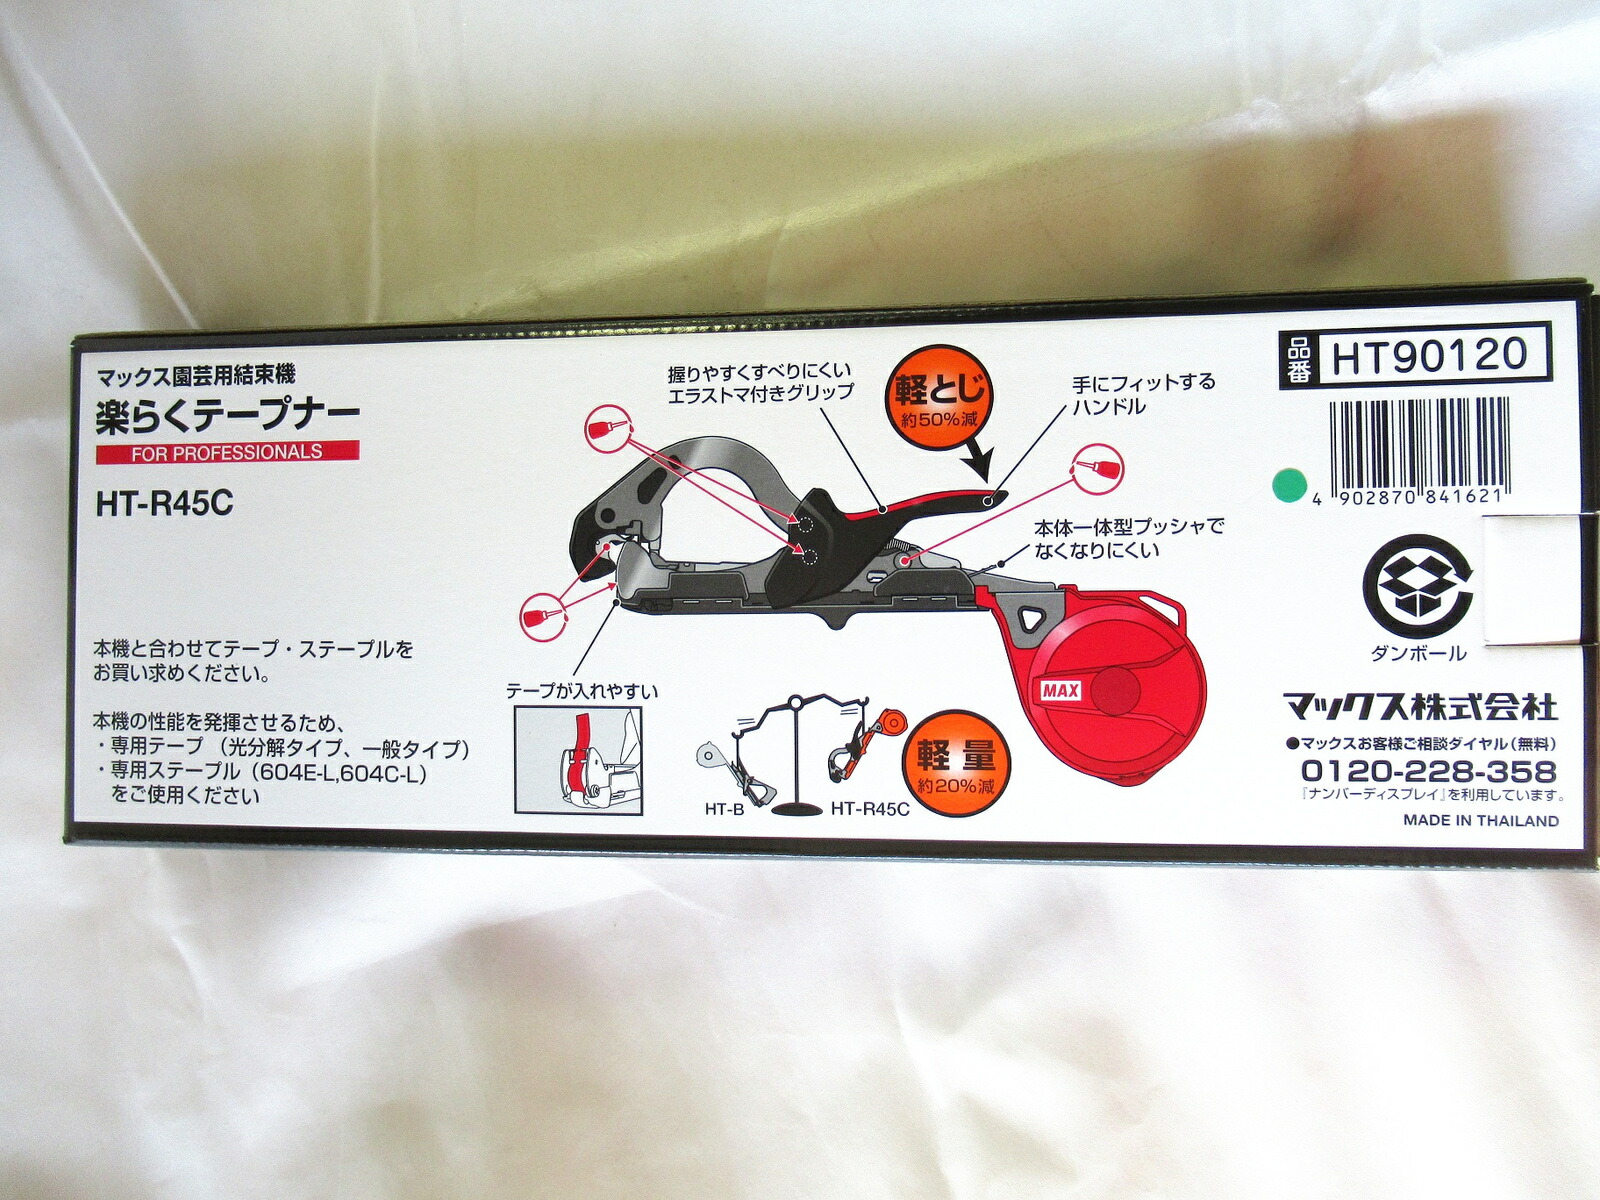 マックス園芸用結束機
楽らくテープナー
FOR PROFESSIONALS
HT-R45C
本機と合わせてテープ・ステープルを
お買い求めください。
本機の性能を発揮させるため、
・専用テープ（光分解タイプ、一般タイプ）
・専用ステープル（604E-L,604C-L）
をご使用ください
握りやすくすべりにくい
エラストマ付きグリップ
軽とじ
約50%減
手にフィットする
ハンドル
本体一体型プッシャで
なくなりにくい
MAX
テープが入れやすい
HT-B
HT-R45C
軽量
約20%減
品番
HT90120
4 902870 841621
ダンボール
マックス株式会社
●マックスお客様ご相談ダイヤル（無料）
0120-228-358
『ナンバーディスプレイ』を利用しています。
MADE IN THAILAND